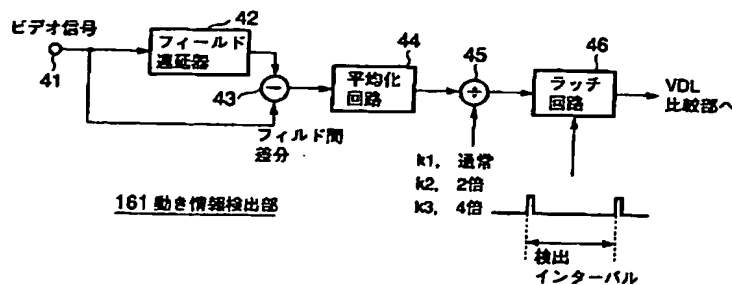 ビデオ信号
41
42
フィールド
遅延器
43
−
フィルド間
差分
44
平均化
回路
45
÷
46
ラッチ
回路
VDL
比較部へ
k1, 通常
k2, 2倍
k3, 4倍
検出
インターバル
161 動き情報検出部